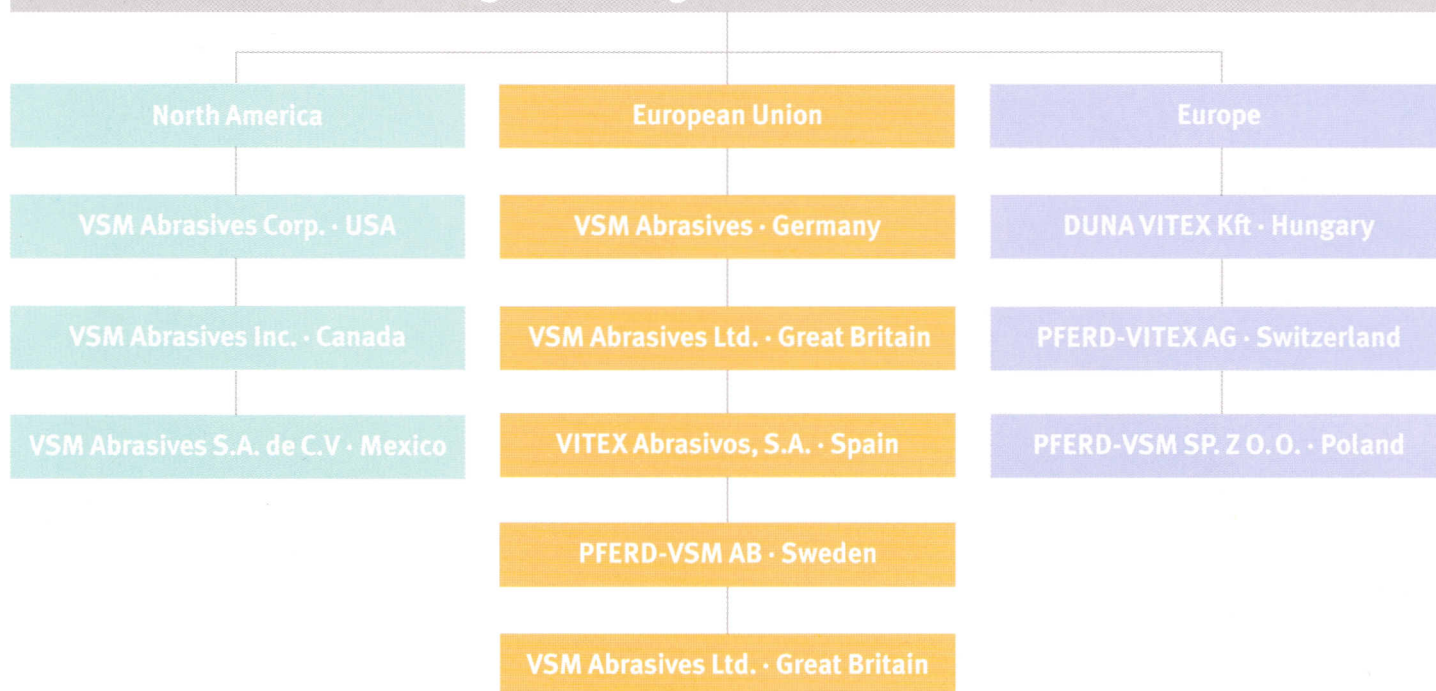 North America
European Union
Europe
VSM Abrasives Corp. · USA
VSM Abrasives · Germany
DUNA VITEX Kft · Hungary
VSM Abrasives Inc. · Canada
VSM Abrasives Ltd. · Great Britain
PFERD-VITEX AG · Switzerland
VSM Abrasives S.A. de C.V · Mexico
VITEX Abrasivos, S.A. · Spain
PFERD-VSM SP. Z O.O. · Poland
PFERD-VSM AB · Sweden
VSM Abrasives Ltd. · Great Britain